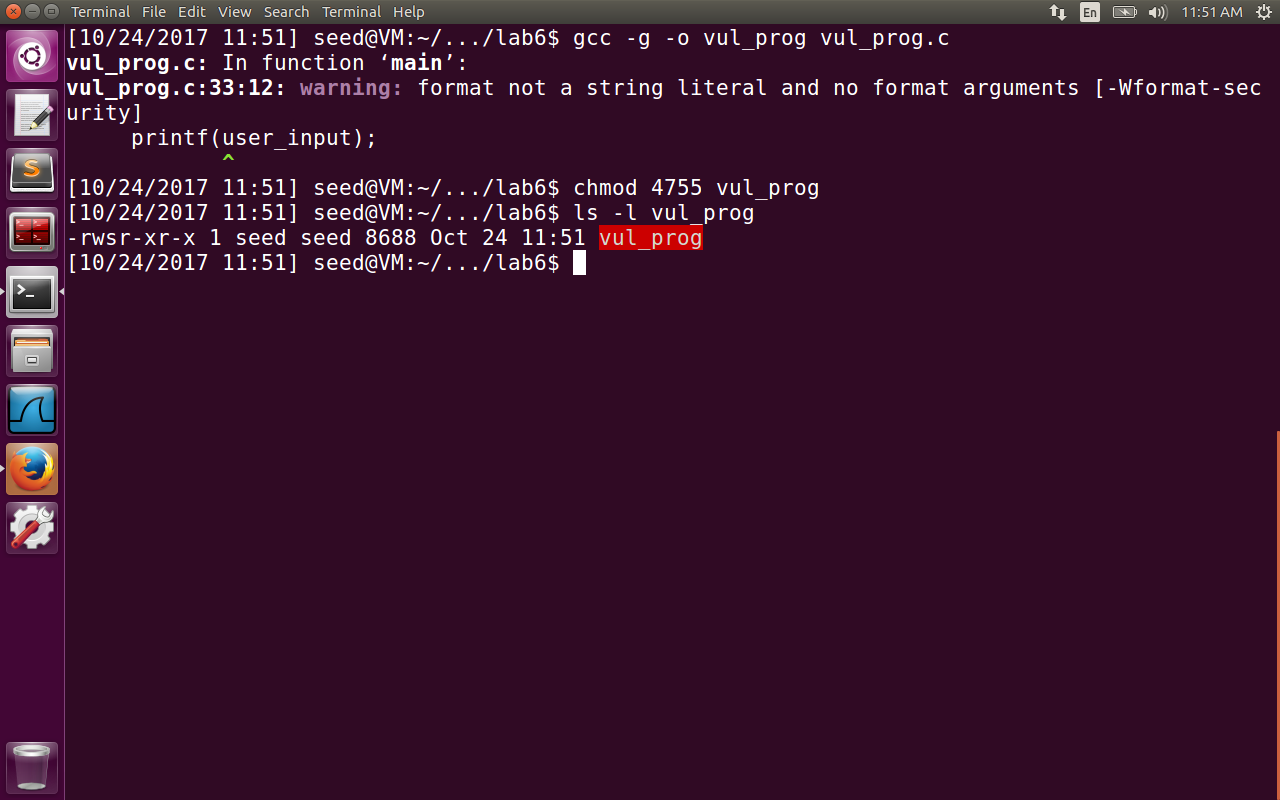 Terminal File Edit View Search Terminal Help En 11:51 AM
[10/24/2017 11:51] seed@VM:~/.../lab6$ gcc -g -o vul_prog vul_prog.c
vul_prog.c: In function ‘main’:
vul_prog.c:33:12: warning: format not a string literal and no format arguments [-Wformat-sec
urity]
     printf(user_input);
            ^
[10/24/2017 11:51] seed@VM:~/.../lab6$ chmod 4755 vul_prog
[10/24/2017 11:51] seed@VM:~/.../lab6$ ls -l vul_prog
-rwsr-xr-x 1 seed seed 8688 Oct 24 11:51 vul_prog
[10/24/2017 11:51] seed@VM:~/.../lab6$